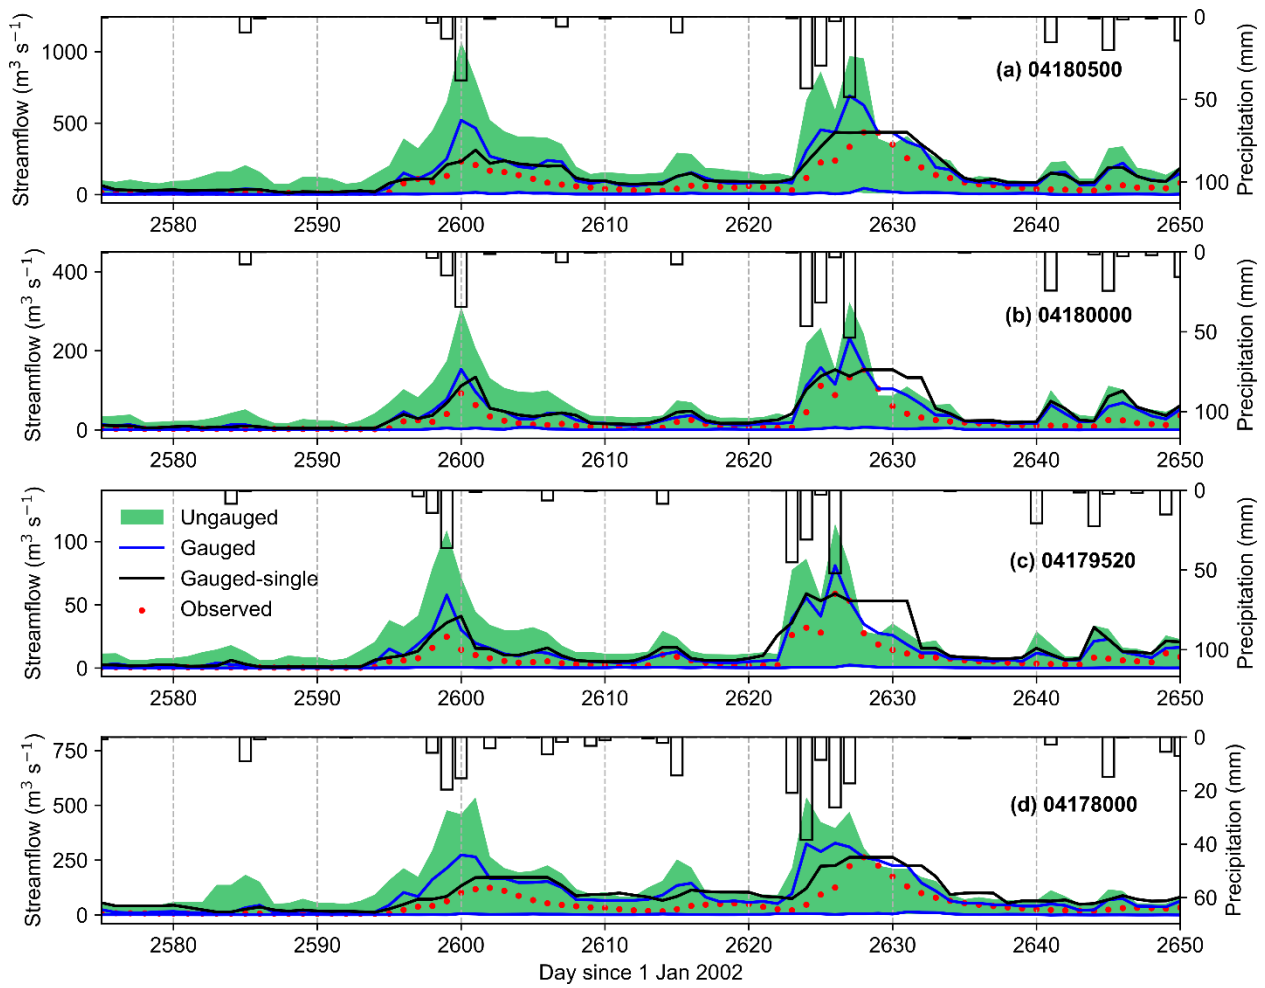 Streamflow (m³ s⁻¹)
1000
500
0
(a) 04180500
0
50
100
Precipitation (mm)
2580 2590 2600 2610 2620 2630 2640 2650
Streamflow (m³ s⁻¹)
400
200
0
(b) 04180000
0
50
100
Precipitation (mm)
2580 2590 2600 2610 2620 2630 2640 2650
Streamflow (m³ s⁻¹)
100
50
0
Ungauged
Gauged
Gauged-single
Observed
(c) 04179520
0
50
100
Precipitation (mm)
2580 2590 2600 2610 2620 2630 2640 2650
Streamflow (m³ s⁻¹)
750
500
250
0
(d) 04178000
0
20
40
60
Precipitation (mm)
2580 2590 2600 2610 2620 2630 2640 2650
Day since 1 Jan 2002